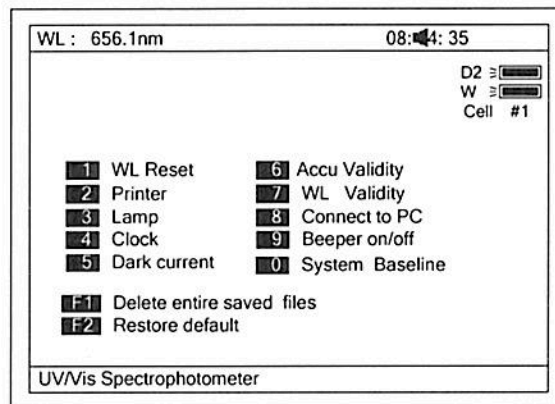 WL: 656.1nm 08: 4: 35
D2
W
Cell #1
1 WL Reset
2 Printer
3 Lamp
4 Clock
5 Dark current
6 Accu Validity
7 WL Validity
8 Connect to PC
9 Beeper on/off
0 System Baseline
F1 Delete entire saved files
F2 Restore default
UV/Vis Spectrophotometer